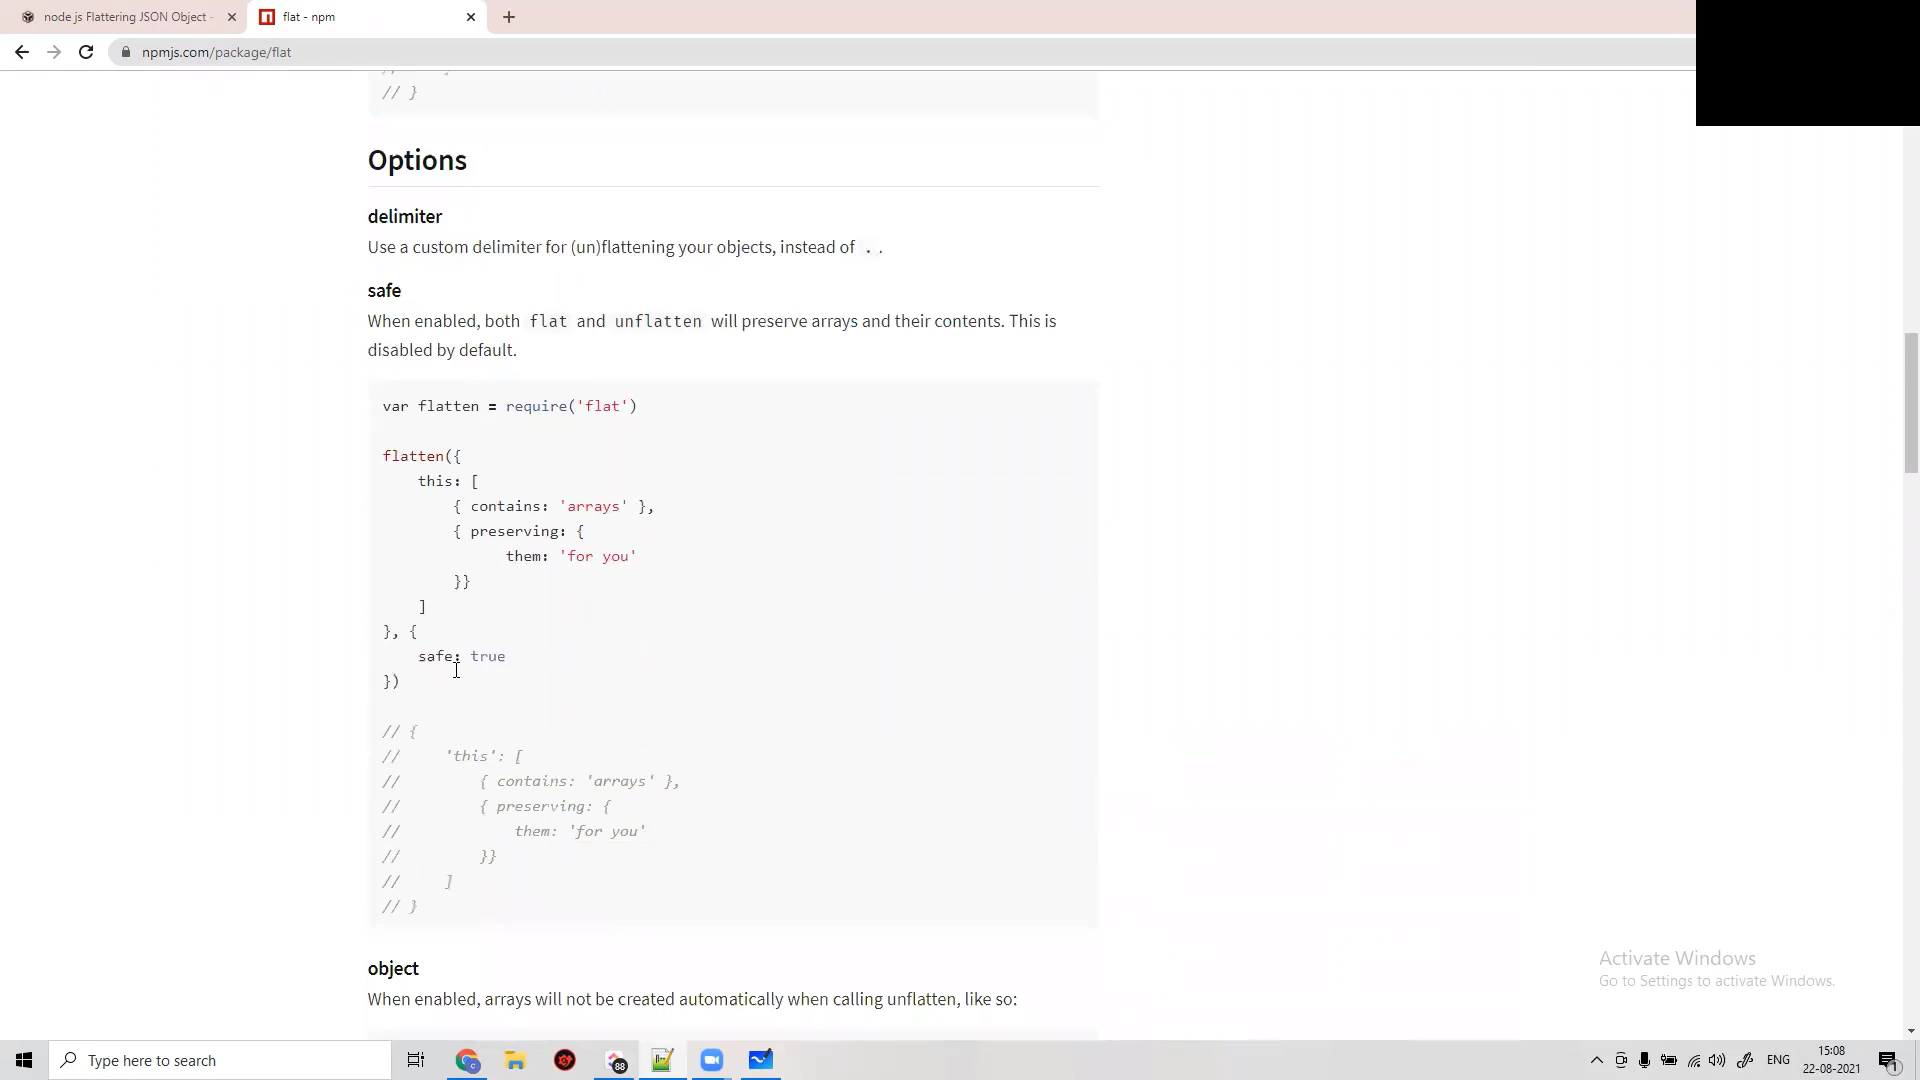 node js Flattering JSON Object -
flat - npm
npmjs.com/package/flat
// }
Options
delimiter
Use a custom delimiter for (un)flattening your objects, instead of . .
safe
When enabled, both flat and unflatten will preserve arrays and their contents. This is
disabled by default.
var flatten = require('flat')
flatten({
this: [
{ contains: 'arrays' },
{ preserving: {
them: 'for you'
}}
]
}, {
safe: true
})
// {
// 'this': [
// { contains: 'arrays' },
// { preserving: {
// them: 'for you'
// }}
// ]
// }
object
When enabled, arrays will not be created automatically when calling unflatten, like so:
Activate Windows
Go to Settings to activate Windows.
Type here to search
88
ENG
15:08
22-08-2021
1